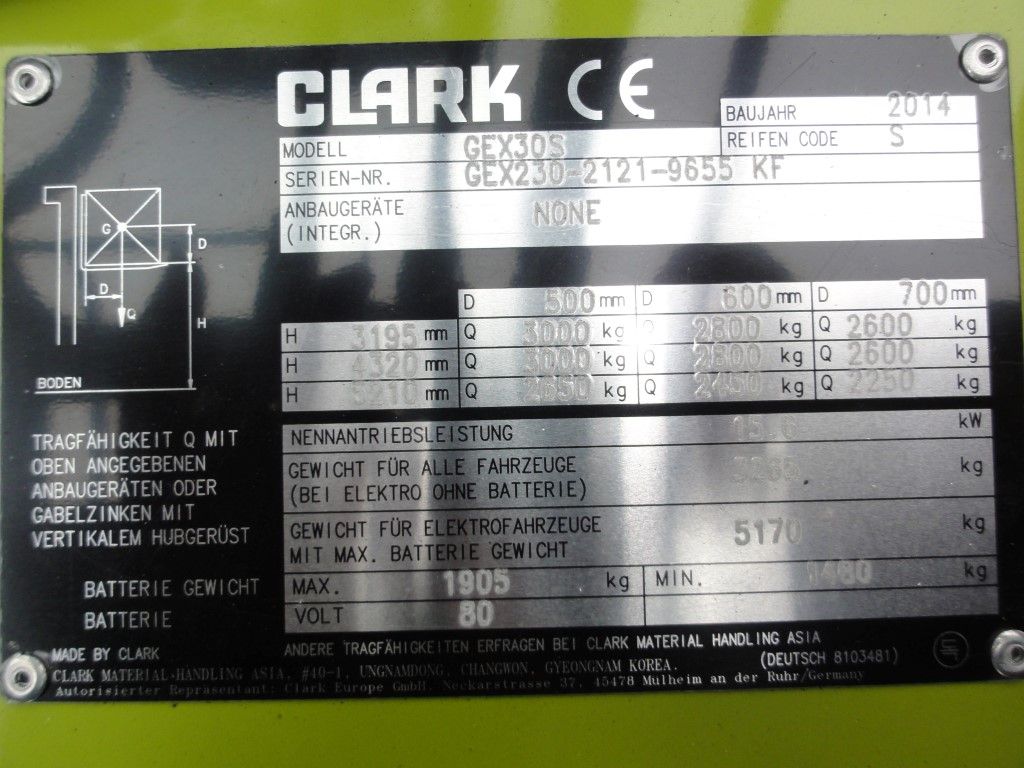 CLARK CE
BAUJAHR 2014
MODELL GEX30S REIFEN CODE S
SERIEN-NR. GEX230-2121-9655 KF
ANBAUGERÄTE NONE
(INTEGR.)
G
D
D
Q
H
BODEN
D 500 mm D 600 mm D 700 mm
H 3195 mm Q 3000 kg Q 2800 kg Q 2600 kg
H 4320 mm Q 3000 kg Q 2800 kg Q 2600 kg
H mm Q 2650 kg Q 2450 kg Q 2250 kg
TRAGFÄHIGKEIT Q MIT
OBEN ANGEGEBENEN
ANBAUGERÄTEN ODER
GABELZINKEN MIT
VERTIKALEM HUBGERÜST
NENNANTRIEBSLEISTUNG kW
GEWICHT FÜR ALLE FAHRZEUGE kg
(BEI ELEKTRO OHNE BATTERIE)
GEWICHT FÜR ELEKTROFAHRZEUGE 5170 kg
MIT MAX. BATTERIE GEWICHT
BATTERIE GEWICHT MAX. 1905 kg MIN. kg
BATTERIE VOLT 80
ANDERE TRAGFÄHIGKEITEN ERFRAGEN BEI CLARK MATERIAL HANDLING ASIA
MADE BY CLARK (DEUTSCH 8103481)
CLARK MATERIAL-HANDLING ASIA, #40-1, UNGNAMDONG, CHANGWON, GYEONGNAM KOREA.
Autorisierter Repräsentant: Clark Europe GmbH, Neckarstrasse 37, 45478 Mülheim an der Ruhr/Germany